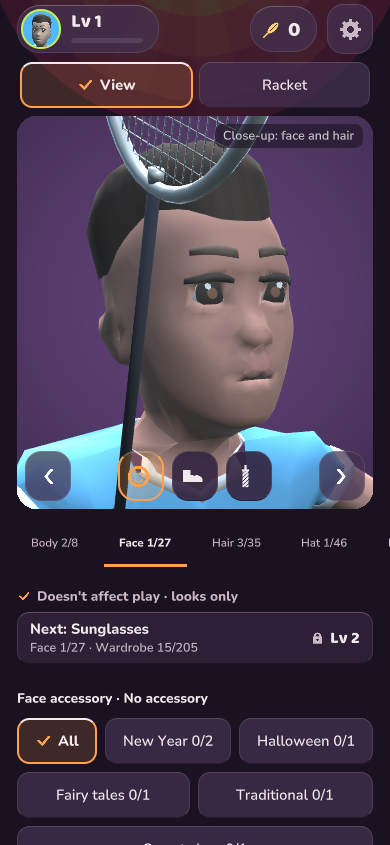 Lv 1
0
View
Racket
Close-up: face and hair
Body 2/8
Face 1/27
Hair 3/35
Hat 1/46
Doesn't affect play · looks only
Next: Sunglasses
Face 1/27 · Wardrobe 15/205
Lv 2
Face accessory · No accessory
All
New Year 0/2
Halloween 0/1
Fairy tales 0/1
Traditional 0/1